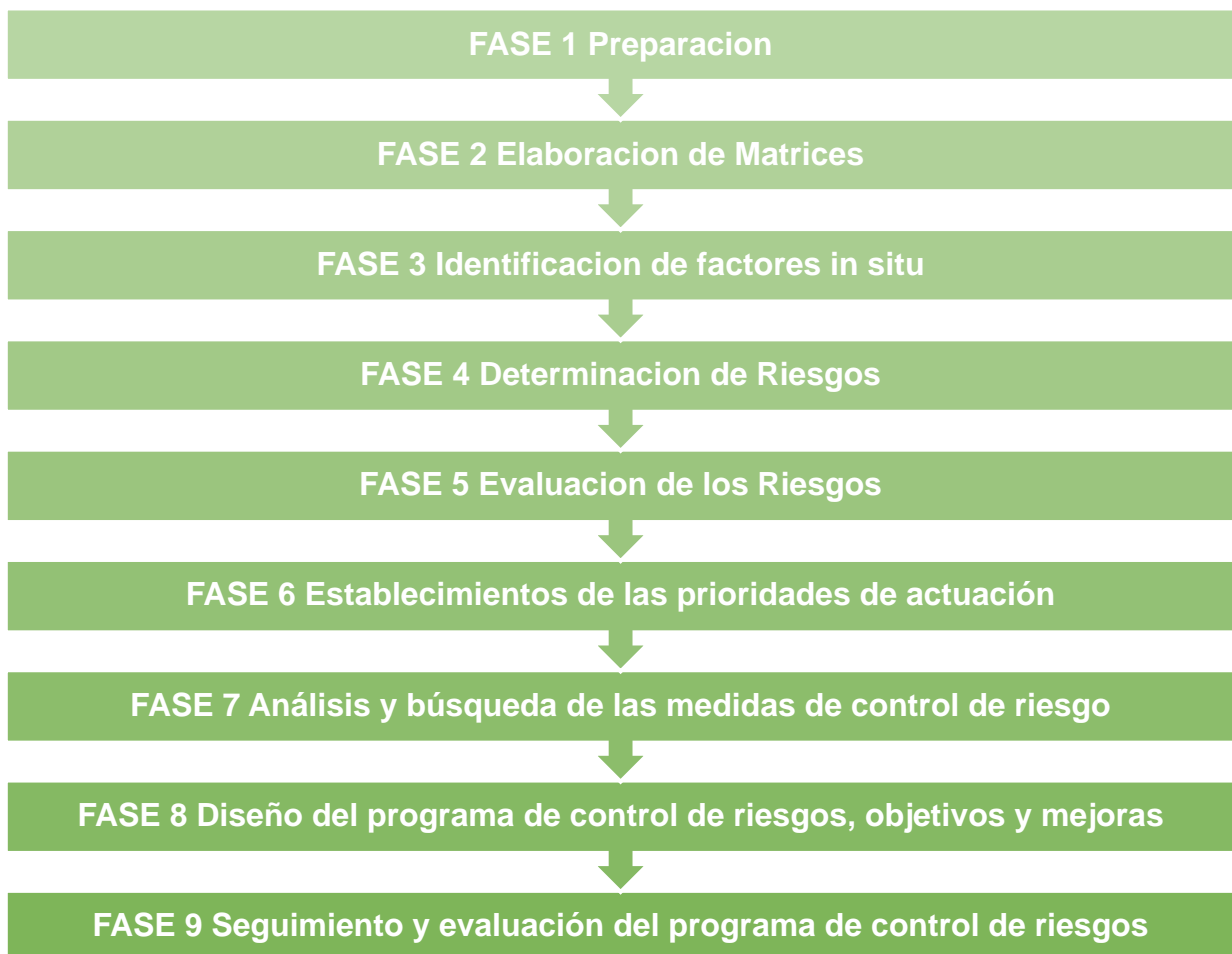 FASE 1 Preparacion
FASE 2 Elaboracion de Matrices
FASE 3 Identificacion de factores in situ
FASE 4 Determinacion de Riesgos
FASE 5 Evaluacion de los Riesgos
FASE 6 Establecimientos de las prioridades de actuación
FASE 7 Análisis y búsqueda de las medidas de control de riesgo
FASE 8 Diseño del programa de control de riesgos, objetivos y mejoras
FASE 9 Seguimiento y evaluación del programa de control de riesgos